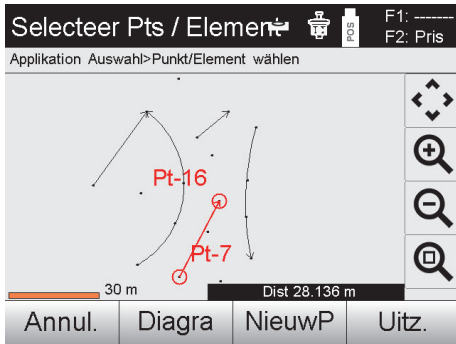 Selecteer Pts / Elemen
POS
F1: -------
F2: Pris
Applikation Auswahl>Punkt/Element wählen
Pt-16
Pt-7
30 m
Dist 28.136 m
Annul.
Diagra
NieuwP
Uitz.